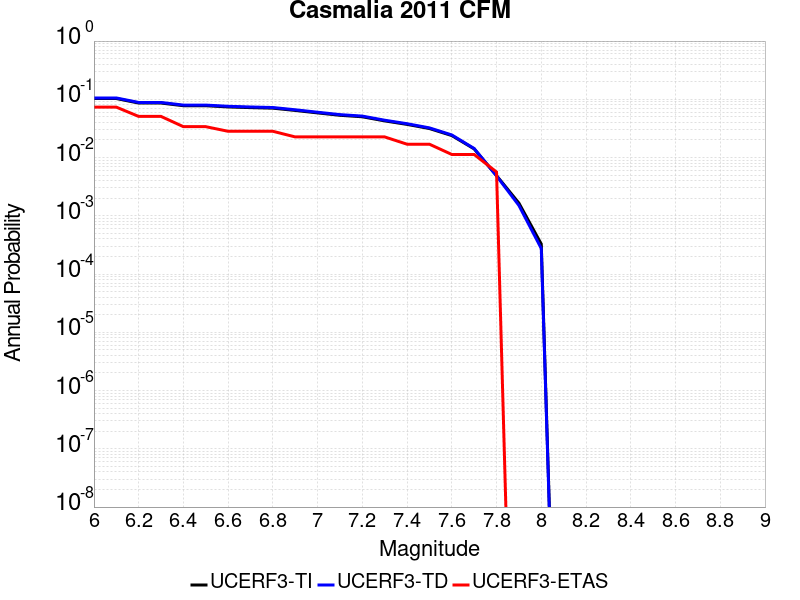 Casmalia 2011 CFM
10^0
10^-1
10^-2
10^-3
10^-4
10^-5
10^-6
10^-7
10^-8
Annual Probability
6 6.2 6.4 6.6 6.8 7 7.2 7.4 7.6 7.8 8 8.2 8.4 8.6 8.8 9
Magnitude
UCERF3-TI UCERF3-TD UCERF3-ETAS